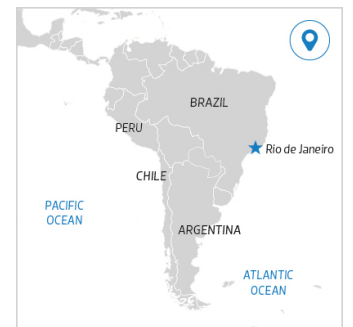 BRAZIL
PERU
Rio de Janeiro
CHILE
PACIFIC
OCEAN
ARGENTINA
ATLANTIC
OCEAN